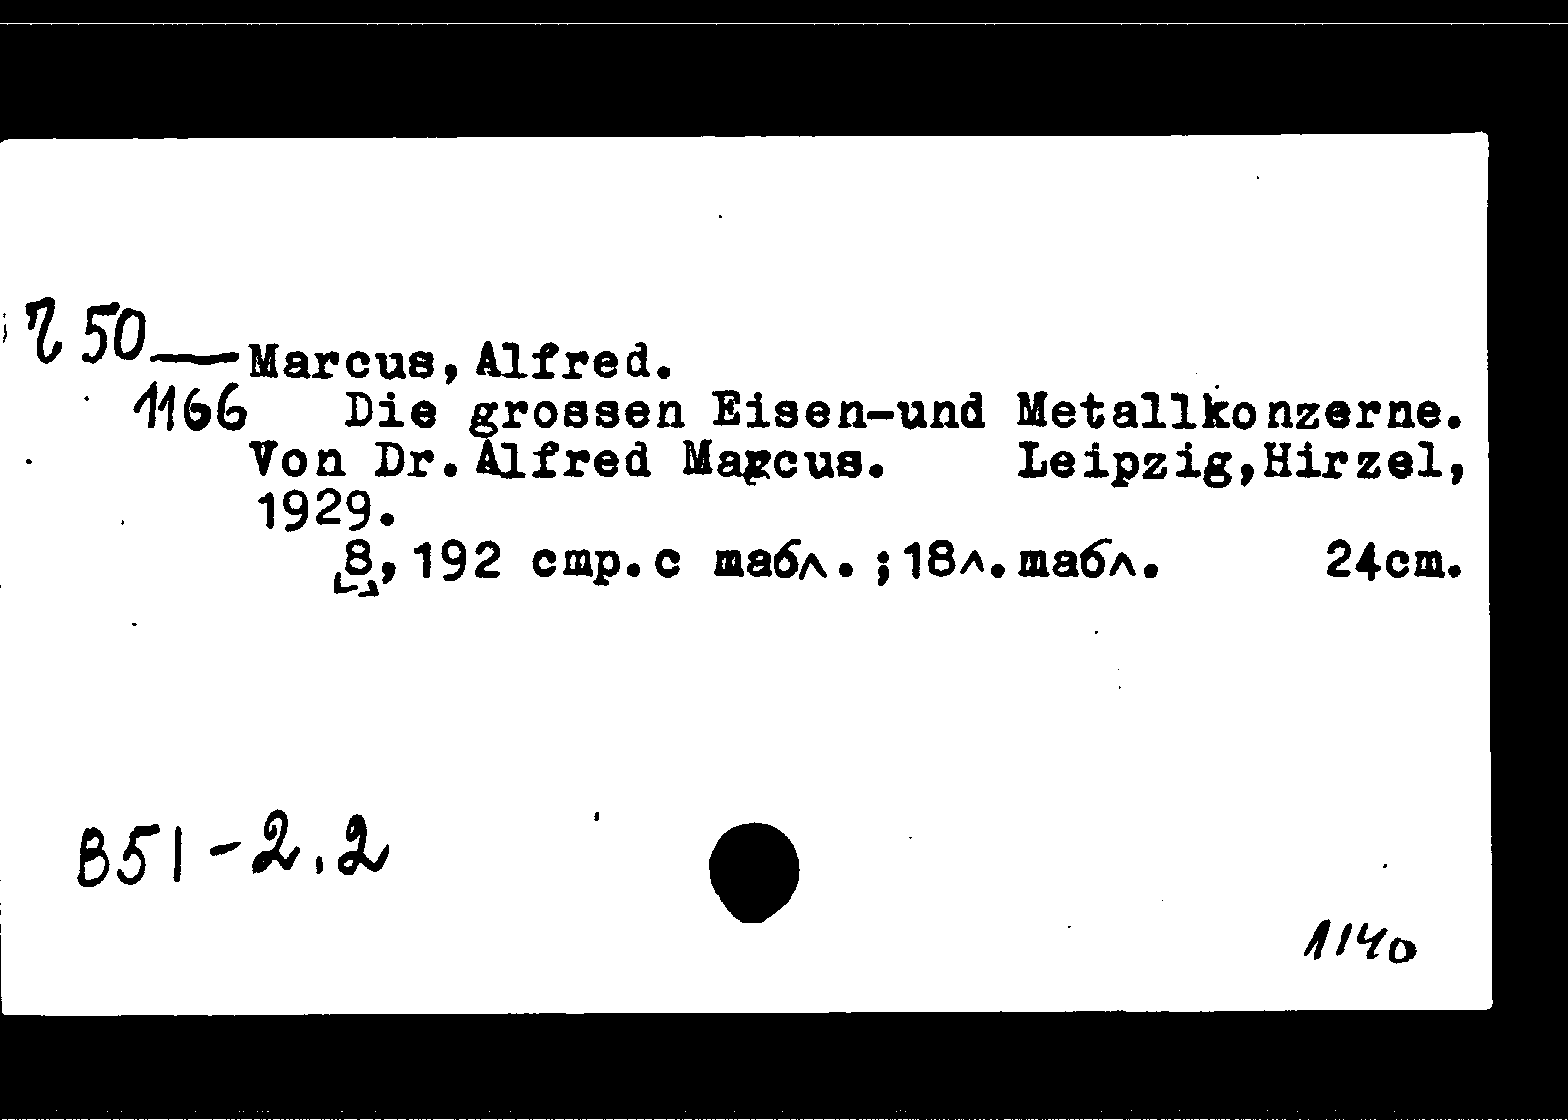 г 50
Marcus, Alfred.
1166 Die grossen Eisen-und Metallkonzerne.
Von Dr. Alfred Marcus. Leipzig, Hirzel,
1929.
[8], 192 стр. с табл. ; 18л. табл. 24cm.
B51-2.2
1140